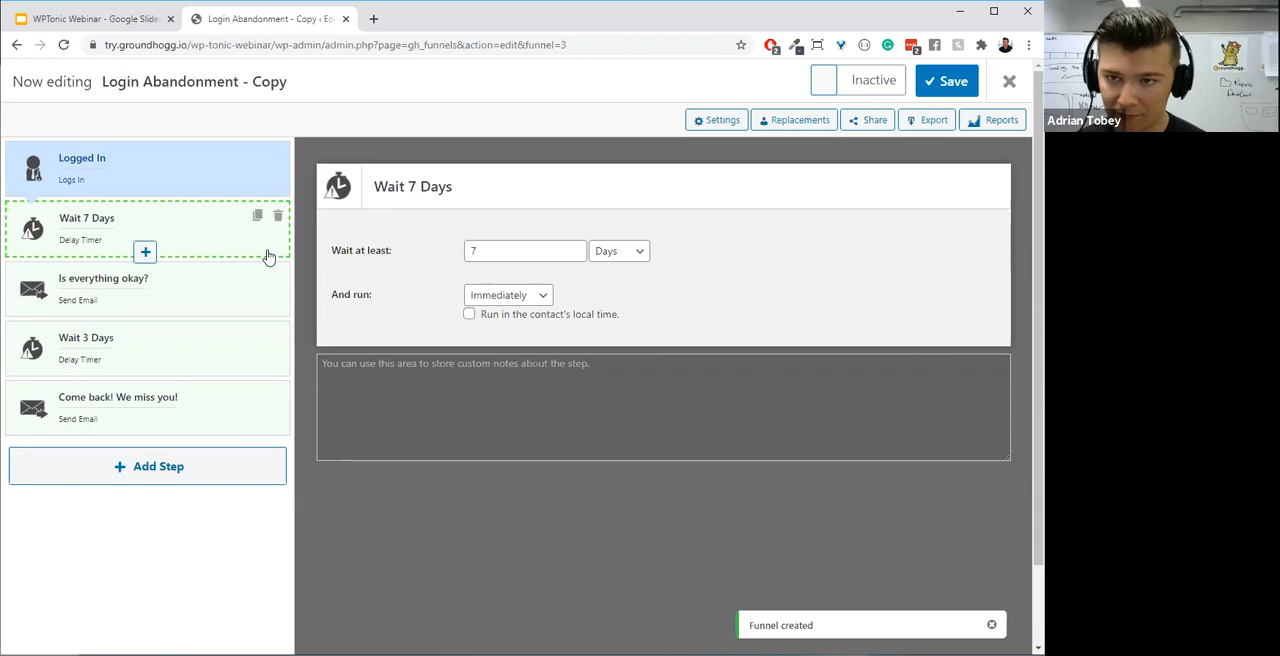 WPTonic Webinar - Google Slide
Login Abandonment - Copy ‹ Edi
try.groundhogg.io/wp-tonic-webinar/wp-admin/admin.php?page=gh_funnels&action=edit&funnel=3
2
2
Now editing Login Abandonment - Copy
Inactive
Save
Settings
Replacements
Share
Export
Reports
Logged In
Logs In
Wait 7 Days
Delay Timer
Is everything okay?
Send Email
Wait 3 Days
Delay Timer
Come back! We miss you!
Send Email
+ Add Step
Wait 7 Days
Wait at least:
7
Days
And run:
Immediately
Run in the contact's local time.
You can use this area to store custom notes about the step.
Funnel created
Adrian Tobey